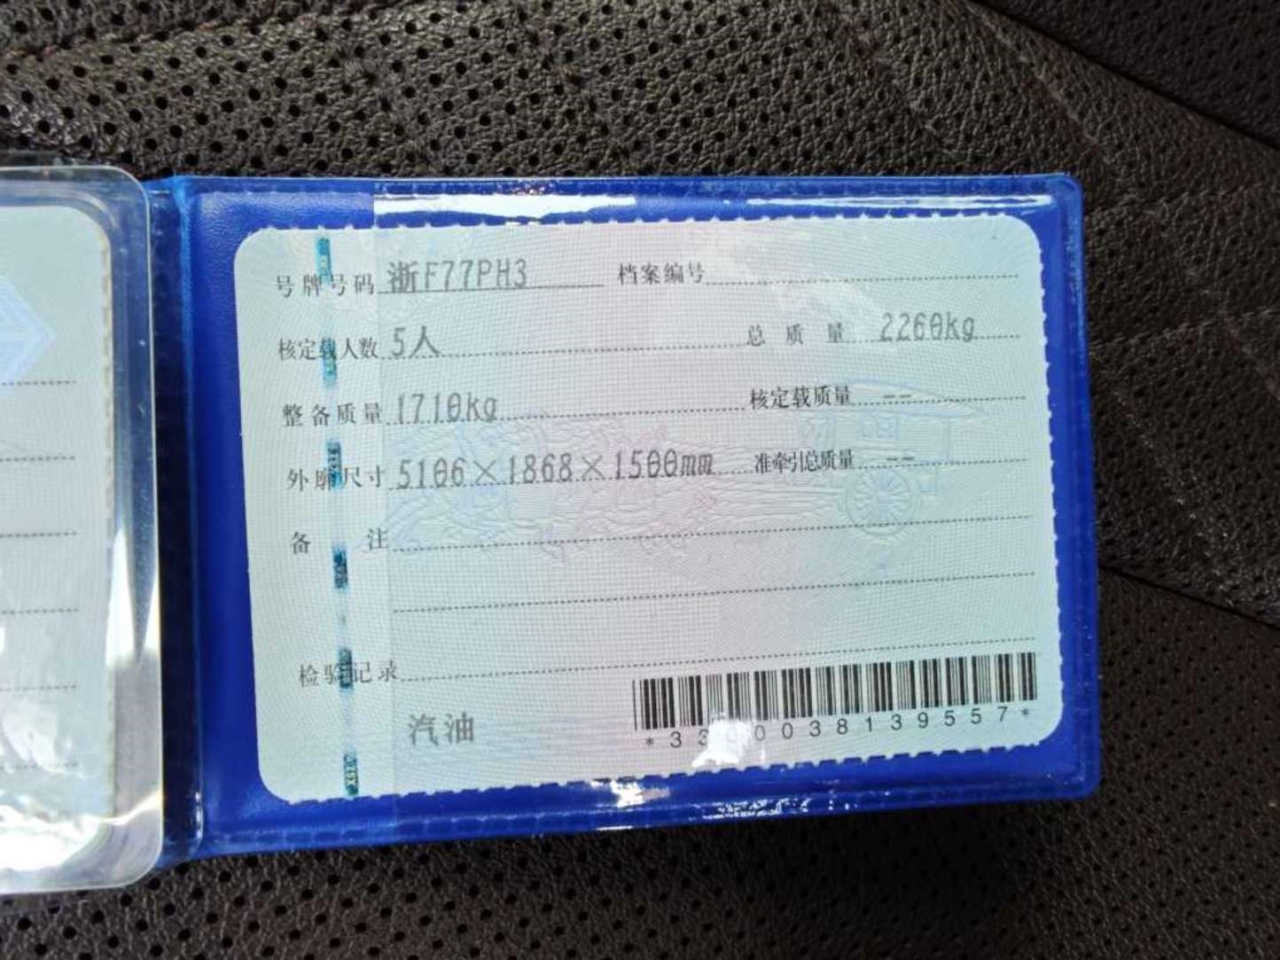 号牌号码 浙F77PH3 档案编号
核定载人数 5人 总质量 2260kg
整备质量 1710kg 核定载质量 --
外廓尺寸 5106×1868×1500mm 准牵引总质量 --
备注
检验记录
汽油